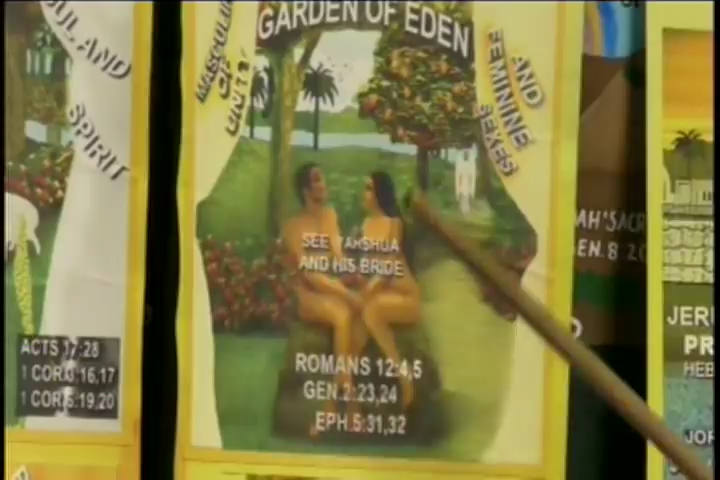 GARDEN OF EDEN
MASCULINE
OF
UNITY
AND
FEMININE
SEXES
SEE YAHSHUA
AND HIS BRIDE
ROMANS 12:4,5
GEN.2:23,24
EPH.5:31,32
SOUL AND
SPIRIT
ACTS 17:28
1 COR.3:16,17
1 COR.6:19,20